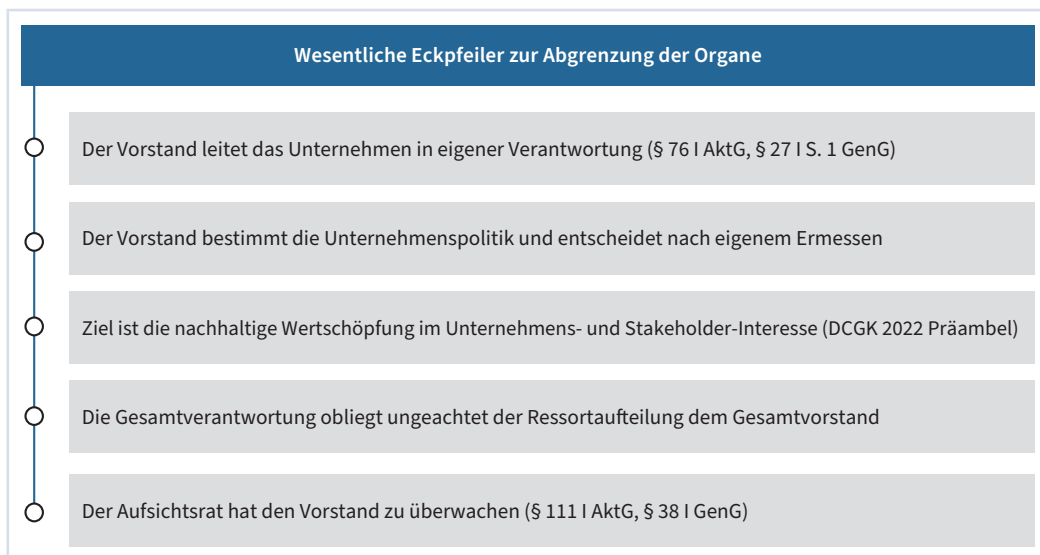 Wesentliche Eckpfeiler zur Abgrenzung der Organe
Der Vorstand leitet das Unternehmen in eigener Verantwortung (§ 76 I AktG, § 27 I S. 1 GenG)
Der Vorstand bestimmt die Unternehmenspolitik und entscheidet nach eigenem Ermessen
Ziel ist die nachhaltige Wertschöpfung im Unternehmens- und Stakeholder-Interesse (DCGK 2022 Präambel)
Die Gesamtverantwortung obliegt ungeachtet der Ressortaufteilung dem Gesamtvorstand
Der Aufsichtsrat hat den Vorstand zu überwachen (§ 111 I AktG, § 38 I GenG)